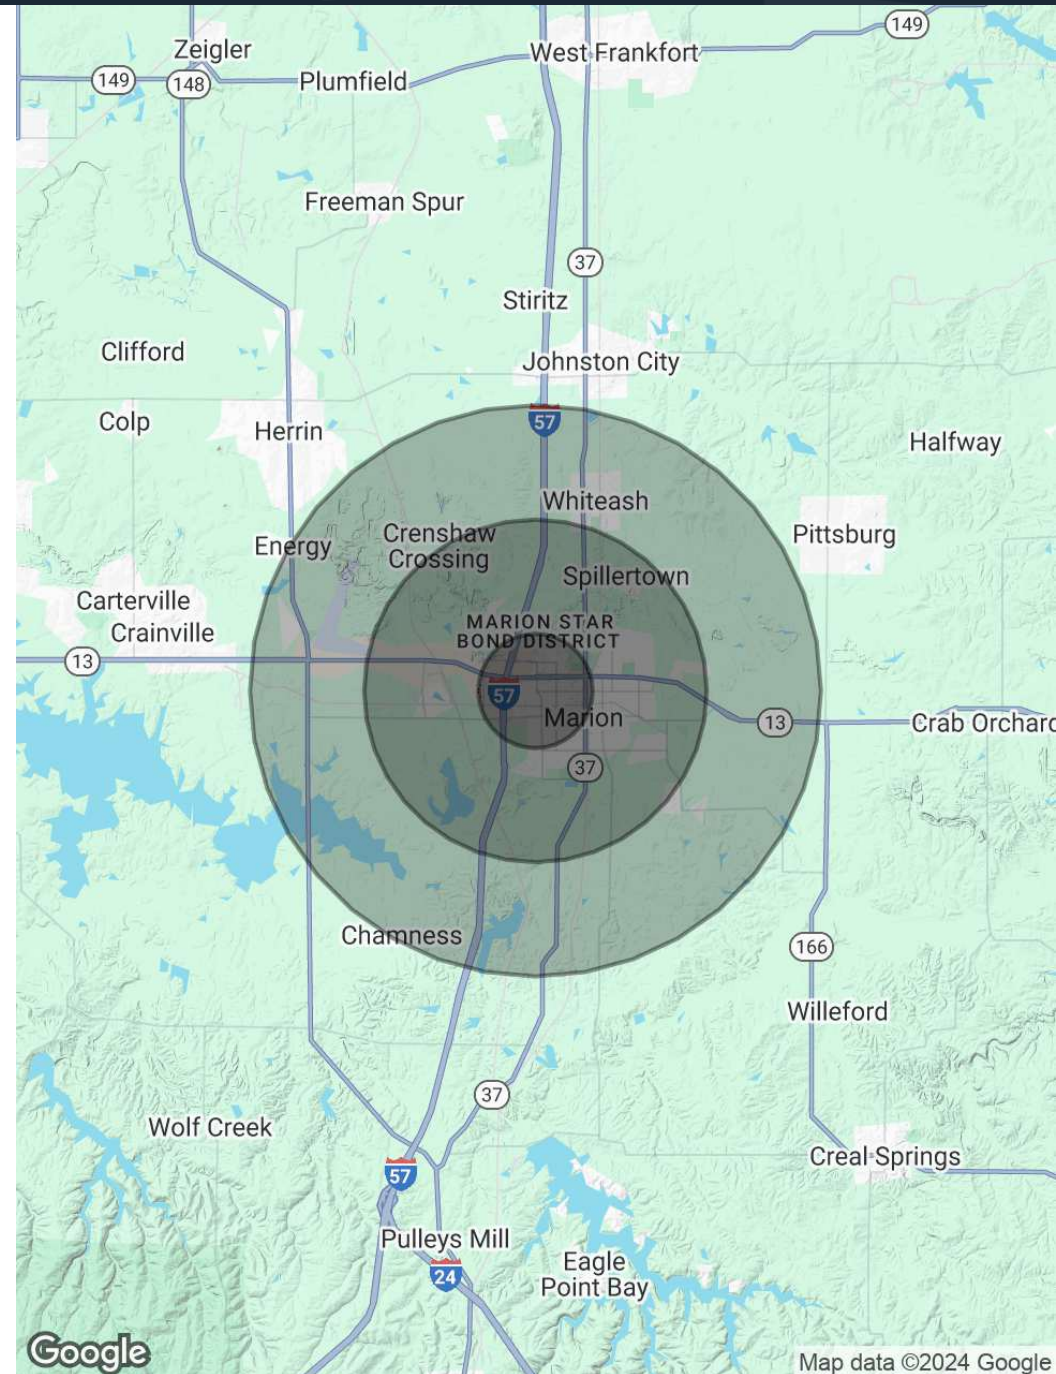 149
Zeigler
West Frankfort
149
148
Plumfield
Freeman Spur
37
Stiritz
Clifford
Johnston City
Colp
57
Herrin
Halfway
Whiteash
Crenshaw
Crossing
Pittsburg
Energy
Spillertown
Carterville
MARION STAR
BOND DISTRICT
Crainville
13
57
Marion
13
Crab Orchard
37
Chamness
166
Willeford
37
Wolf Creek
Creal Springs
57
Pulleys Mill
24
Eagle
Point Bay
Google
Map data ©2024 Google